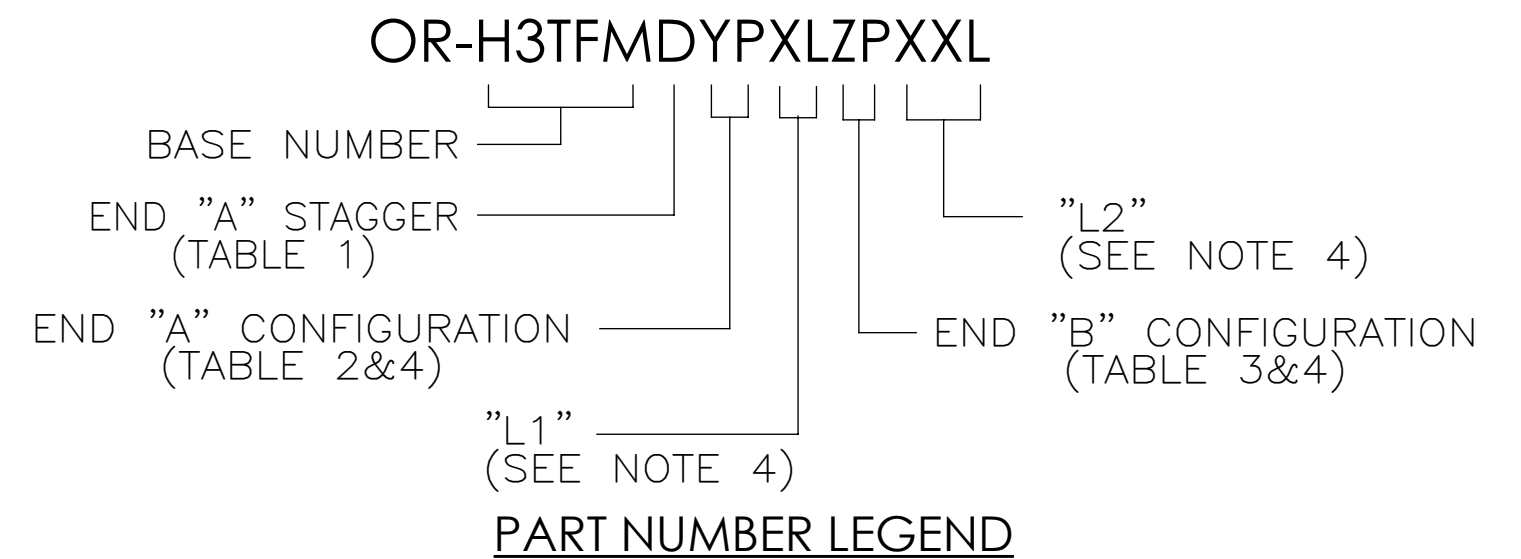 OR-H3TFMDYPXLZPXXL
BASE NUMBER
END "A" STAGGER
(TABLE 1)
END "A" CONFIGURATION
(TABLE 2&4)
"L1"
(SEE NOTE 4)
"L2"
(SEE NOTE 4)
END "B" CONFIGURATION
(TABLE 3&4)
PART NUMBER LEGEND